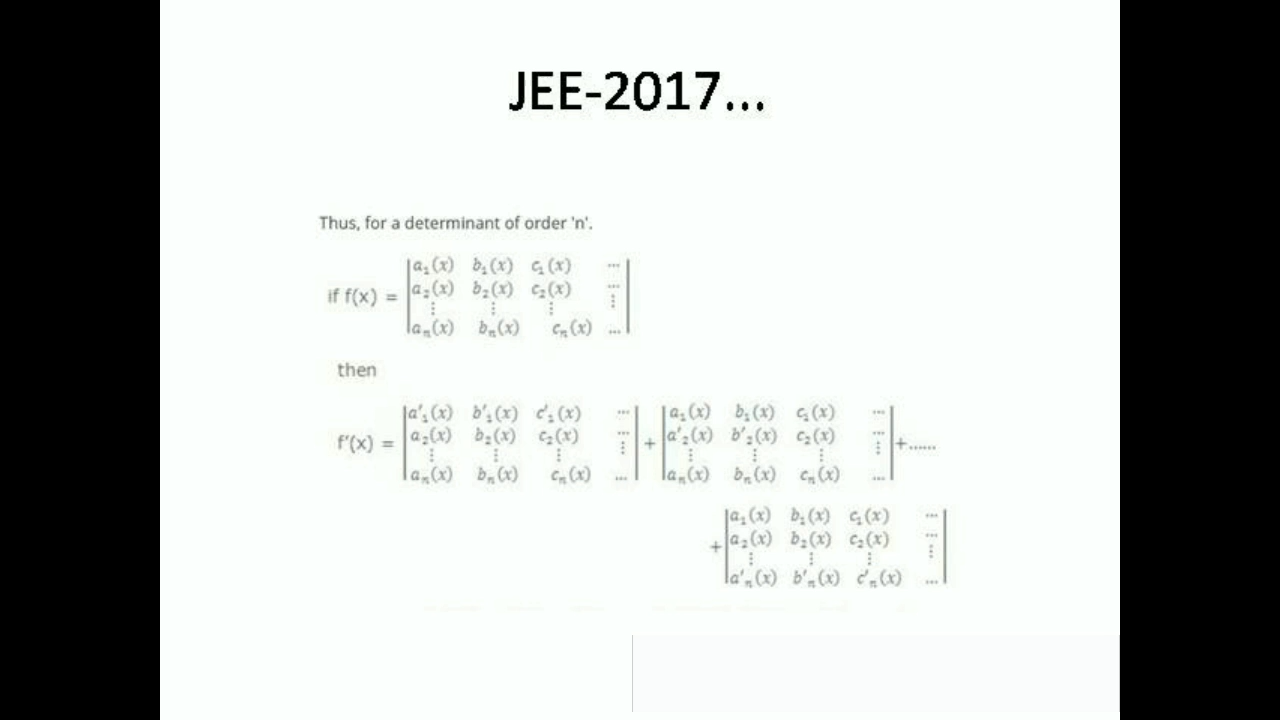 JEE-2017...
Thus, for a determinant of order 'n'.
if f(x) = |a₁(x) b₁(x) c₁(x) ...|
|a₂(x) b₂(x) c₂(x) ...|
⋮ ⋮ ⋮ ⋮
|aₙ(x) bₙ(x) cₙ(x) ...|
then
f'(x) = |a'₁(x) b'₁(x) c'₁(x) ...| + |a₁(x) b₁(x) c₁(x) ...| + ......
|a₂(x) b₂(x) c₂(x) ...| |a'₂(x) b'₂(x) c₂(x) ...|
⋮ ⋮ ⋮ ⋮ ⋮ ⋮ ⋮ ⋮
|aₙ(x) bₙ(x) cₙ(x) ...| |aₙ(x) bₙ(x) cₙ(x) ...|
+ |a₁(x) b₁(x) c₁(x) ...|
|a₂(x) b₂(x) c₂(x) ...|
⋮ ⋮ ⋮ ⋮
|a'ₙ(x) b'ₙ(x) c'ₙ(x) ...|